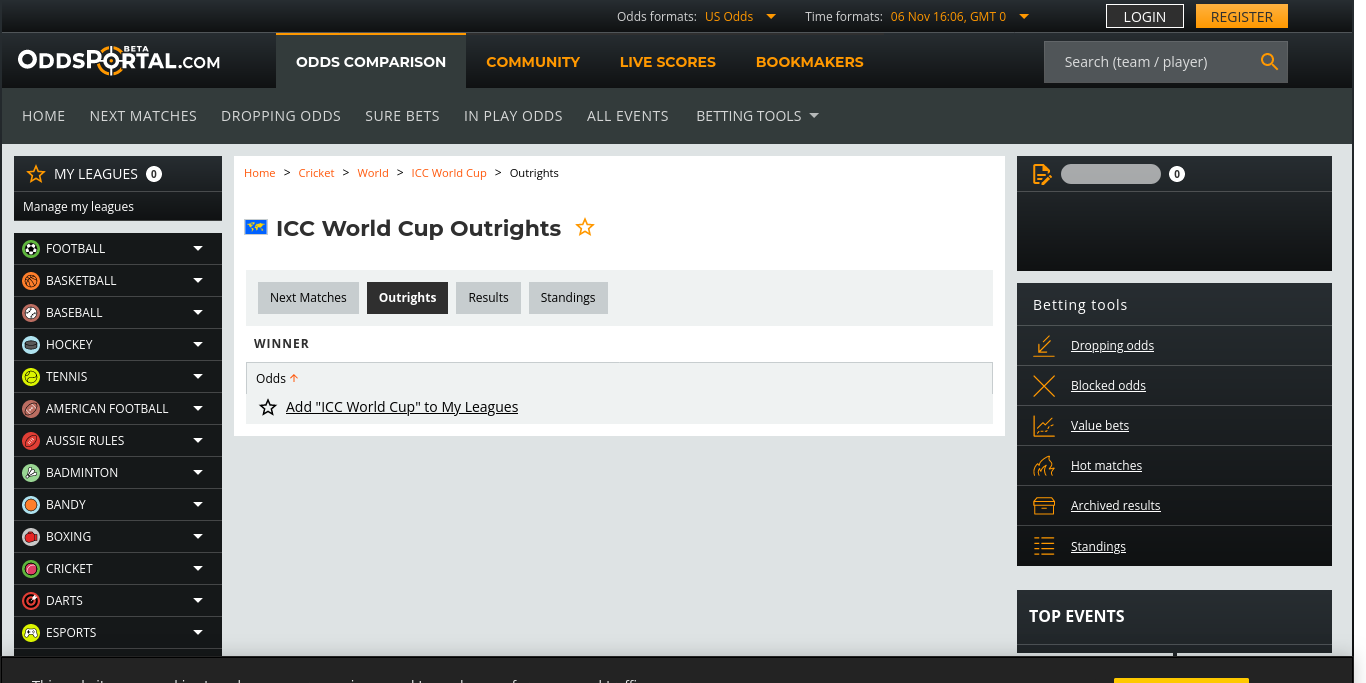 Odds formats: US Odds Time formats: 06 Nov 16:06, GMT 0 LOGIN REGISTER
ODDSPORTAL.COM BETA ODDS COMPARISON COMMUNITY LIVE SCORES BOOKMAKERS Search (team / player)
HOME NEXT MATCHES DROPPING ODDS SURE BETS IN PLAY ODDS ALL EVENTS BETTING TOOLS
MY LEAGUES 0
Manage my leagues
FOOTBALL
BASKETBALL
BASEBALL
HOCKEY
TENNIS
AMERICAN FOOTBALL
AUSSIE RULES
BADMINTON
BANDY
BOXING
CRICKET
DARTS
ESPORTS
Home > Cricket > World > ICC World Cup > Outrights
ICC World Cup Outrights
Next Matches Outrights Results Standings
WINNER
Odds
Add "ICC World Cup" to My Leagues
0
Betting tools
Dropping odds
Blocked odds
Value bets
Hot matches
Archived results
Standings
TOP EVENTS